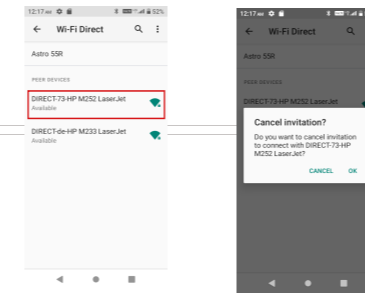 12:17 AM
52%
Wi-Fi Direct
Astro 55R
PEER DEVICES
DIRECT-73-HP M252 LaserJet
Available
DIRECT-de-HP M233 LaserJet
Available
12:17 AM
Wi-Fi Direct
Astro 55R
PEER DEVICES
DIRECT-73-HP M252 LaserJet
Cancel invitation?
Do you want to cancel invitation
to connect with DIRECT-73-HP
M252 LaserJet?
CANCEL OK